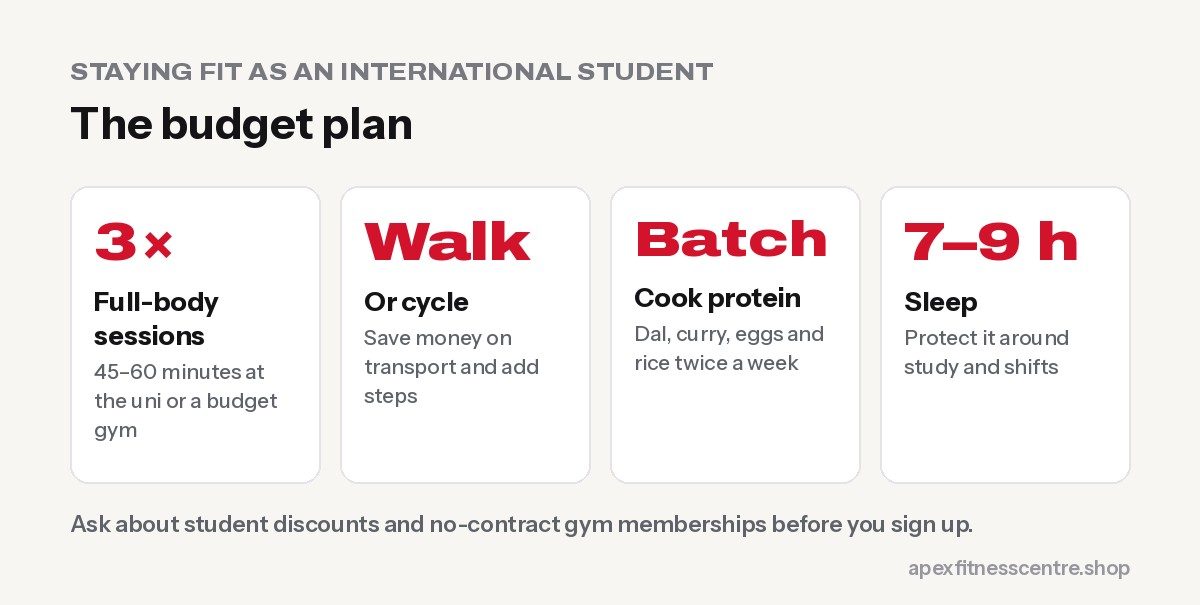 STAYING FIT AS AN INTERNATIONAL STUDENT
The budget plan
3×
Full-body
sessions
45–60 minutes at
the uni or a budget
gym
Walk
Or cycle
Save money on
transport and add
steps
Batch
Cook protein
Dal, curry, eggs and
rice twice a week
7–9 h
Sleep
Protect it around
study and shifts
Ask about student discounts and no-contract gym memberships before you sign up.
apexfitnesscentre.shop